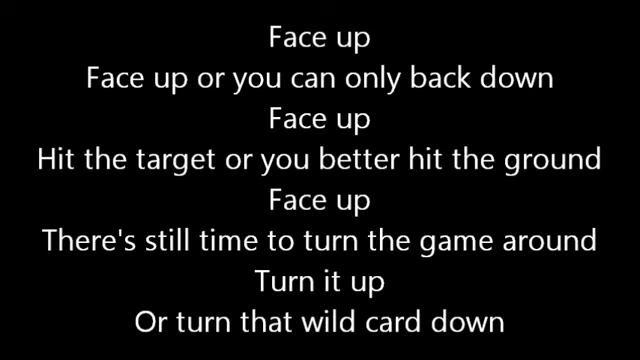 Face up
Face up or you can only back down
Face up
Hit the target or you better hit the ground
Face up
There's still time to turn the game around
Turn it up
Or turn that wild card down